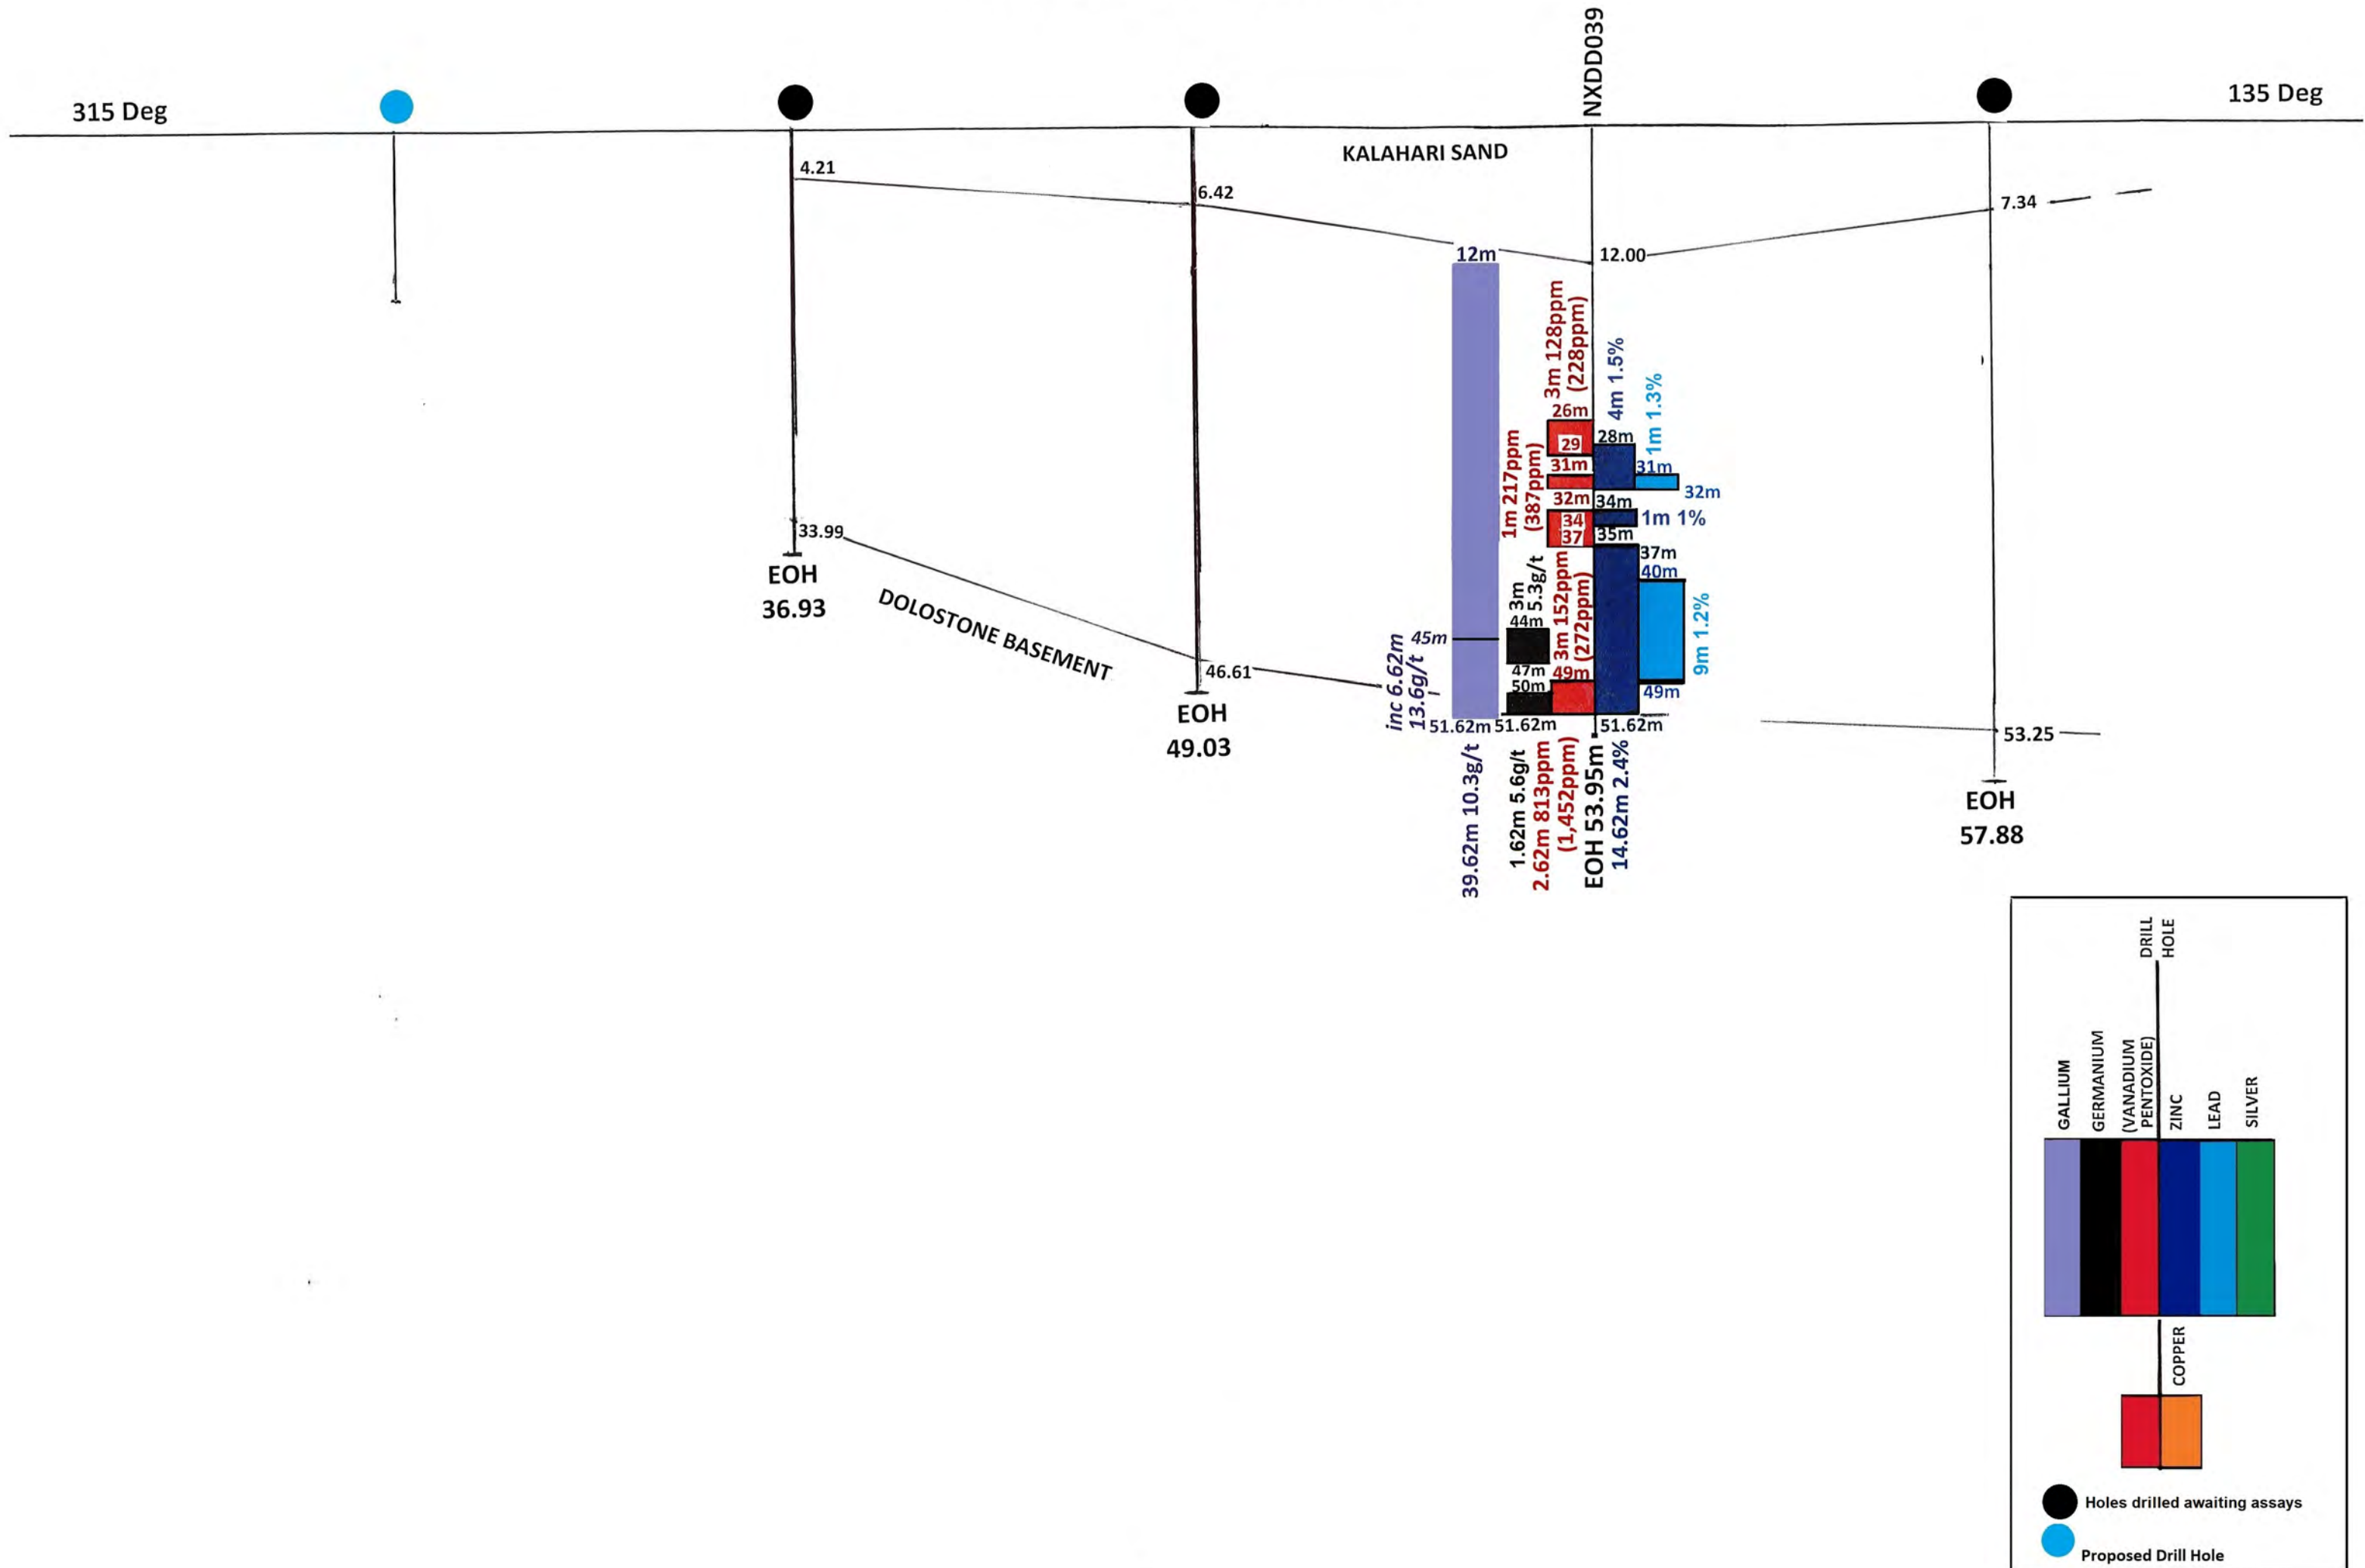 NXDD039
315 Deg
135 Deg
KALAHARI SAND
4.21
6.42
12.00
7.34
12m
3m 128ppm
(228ppm)
4m 1.5%
1m 1.3%
26m
29
28m
31m
31m
1m 217ppm
(387ppm)
32m
32m
34m
34
37
1m 1%
35m
37m
40m
33.99
EOH
36.93
DOLOSTONE BASEMENT
3m
5.3g/t
3m 152ppm
(272ppm)
9m 1.2%
44m
45m
inc 6.62m
13.6g/t
47m
49m
50m
49m
46.61
EOH
49.03
51.62m
51.62m
51.62m
39.62m 10.3g/t
1.62m 5.6g/t
2.62m 813ppm
(1,452ppm)
EOH 53.95m
14.62m 2.4%
53.25
EOH
57.88
DRILL
HOLE
GALLIUM
GERMANIUM
(VANADIUM
PENTOXIDE)
ZINC
LEAD
SILVER
COPPER
Holes drilled awaiting assays
Proposed Drill Hole